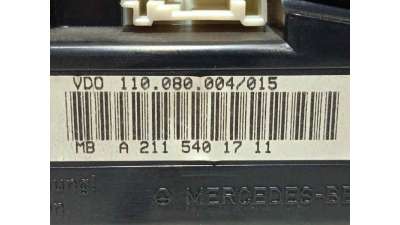 VDO 110.080.004/015
MB A 211 540 17 11
MERCEDES-BE